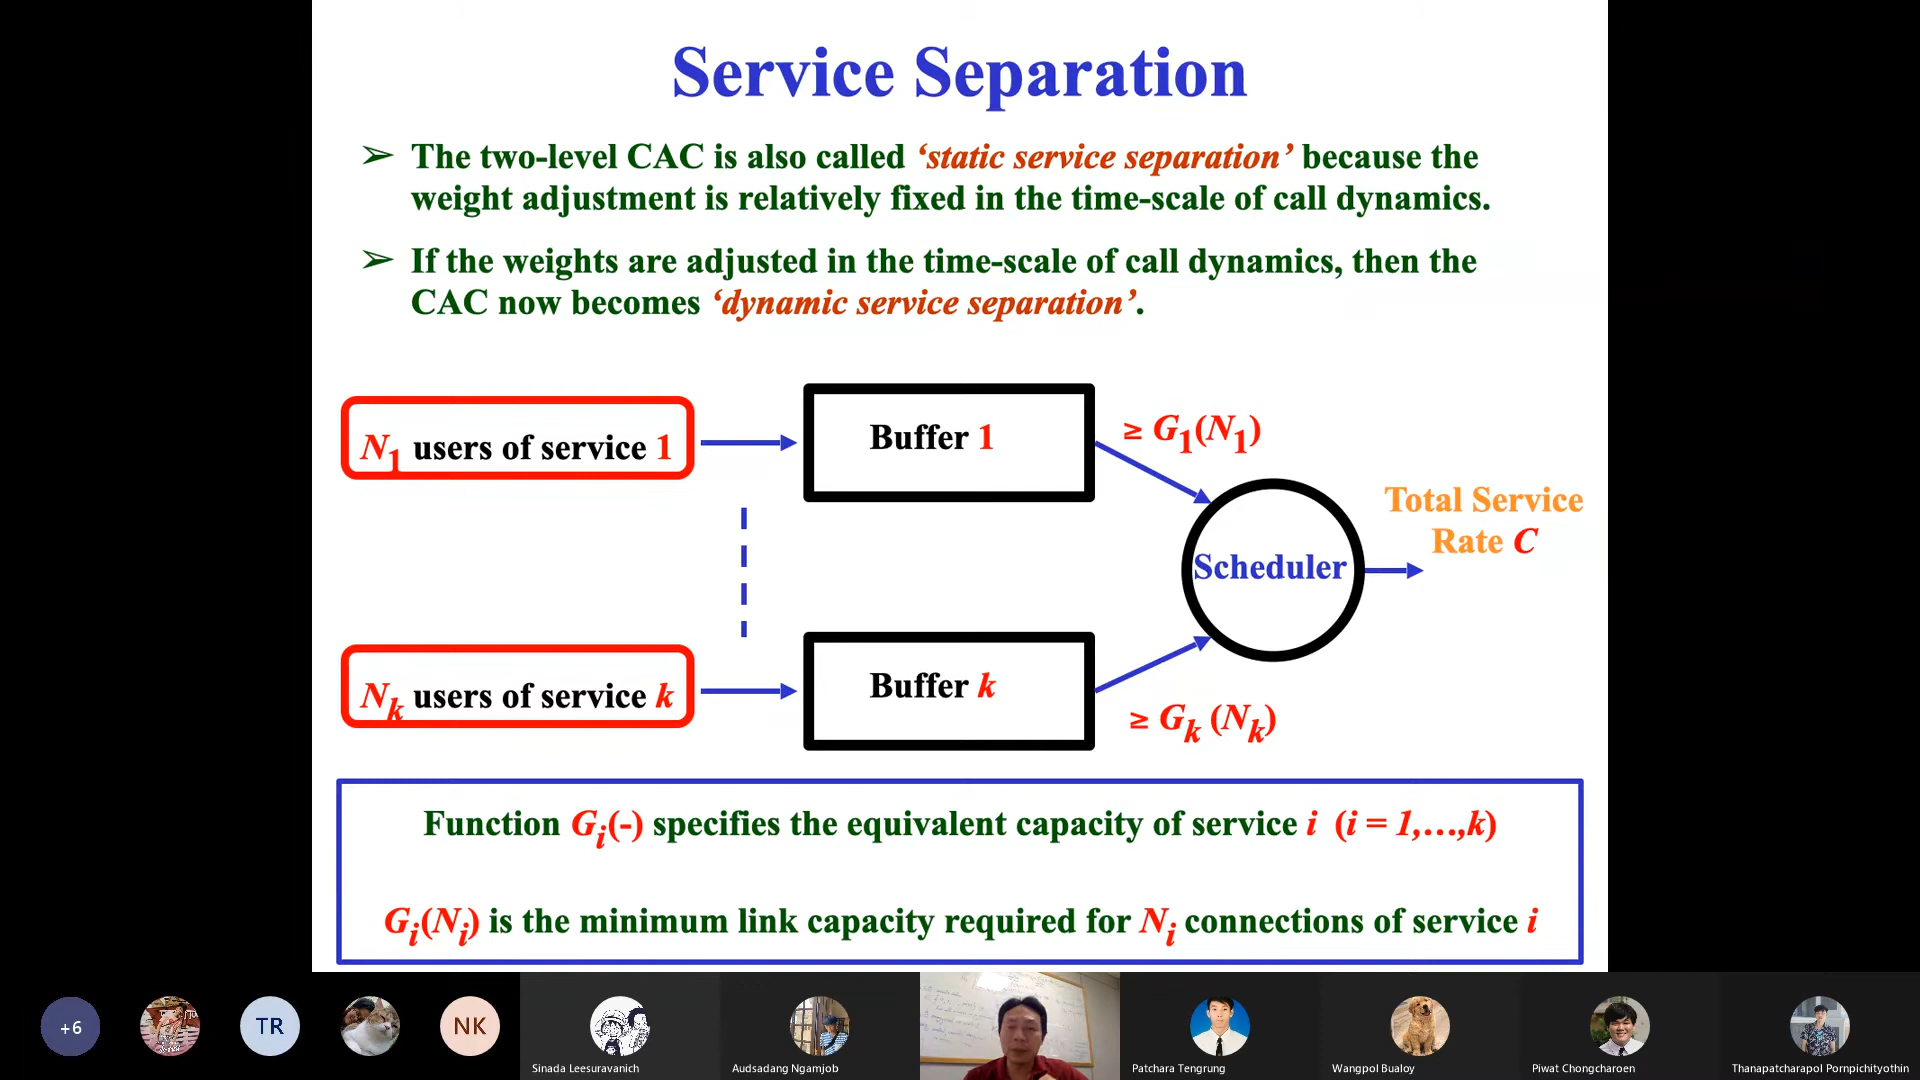 Service Separation
➢ The two-level CAC is also called ‘static service separation’ because the
weight adjustment is relatively fixed in the time-scale of call dynamics.
➢ If the weights are adjusted in the time-scale of call dynamics, then the
CAC now becomes ‘dynamic service separation’.
N1 users of service 1
Buffer 1
≥ G1(N1)
Total Service
Rate C
Scheduler
Nk users of service k
Buffer k
≥ Gk (Nk)
Function Gi(-) specifies the equivalent capacity of service i (i = 1,…,k)
Gi(Ni) is the minimum link capacity required for Ni connections of service i
+6
TR
NK
Sinada Leesuravanich
Audsadang Ngamjob
Patchara Tengrung
Wangpol Bualoy
Piwat Chongcharoen
Thanapatcharapol Pornpichityothin